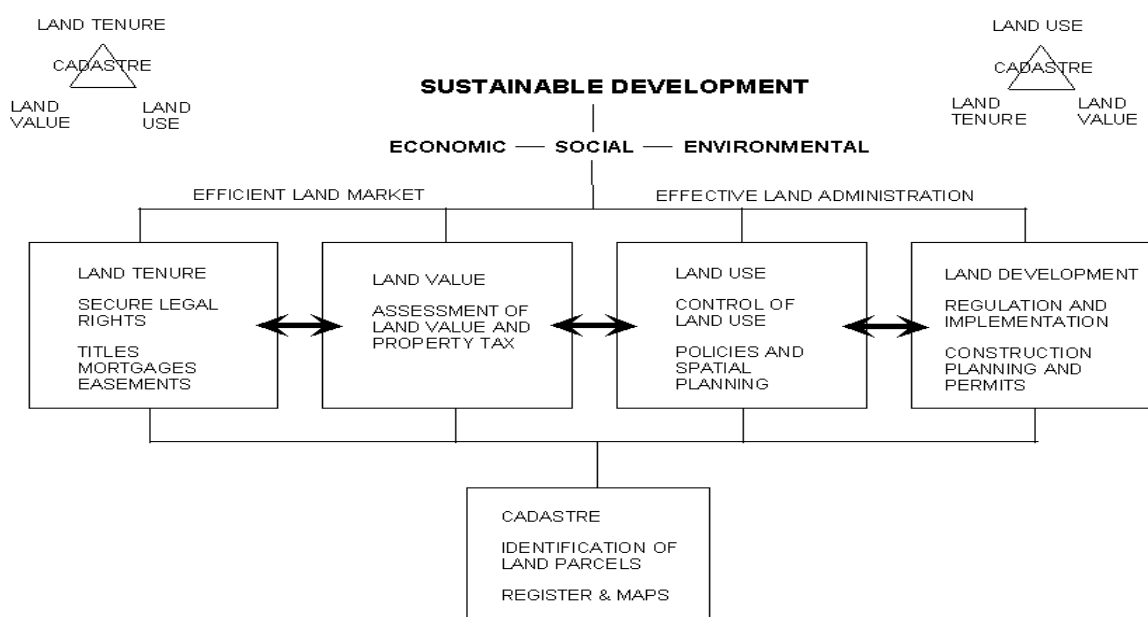 LAND TENURE
CADASTRE
LAND
VALUE
LAND
USE
LAND USE
CADASTRE
LAND
TENURE
LAND
VALUE
SUSTAINABLE DEVELOPMENT
ECONOMIC — SOCIAL — ENVIRONMENTAL
EFFICIENT LAND MARKET
EFFECTIVE LAND ADMINISTRATION
LAND TENURE
SECURE LEGAL
RIGHTS
TITLES
MORTGAGES
EASEMENTS
LAND VALUE
ASSESSMENT OF
LAND VALUE AND
PROPERTY TAX
LAND USE
CONTROL OF
LAND USE
POLICIES AND
SPATIAL
PLANNING
LAND DEVELOPMENT
REGULATION AND
IMPLEMENTATION
CONSTRUCTION
PLANNING AND
PERMITS
CADASTRE
IDENTIFICATION OF
LAND PARCELS
REGISTER & MAPS